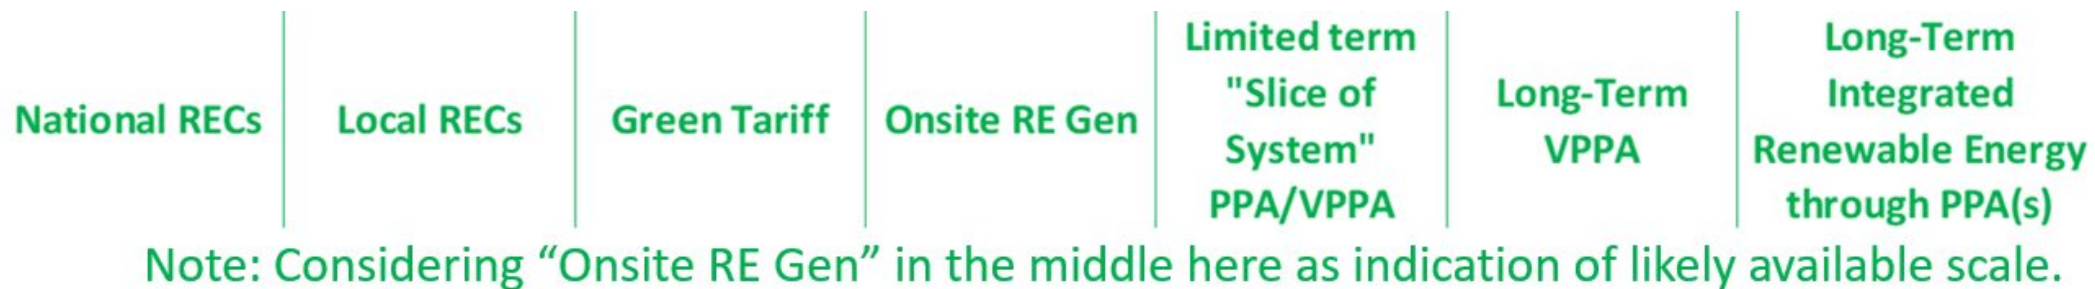 National RECs
Local RECs
Green Tariff
Onsite RE Gen
Limited term
"Slice of
System"
PPA/VPPA
Long-Term
VPPA
Long-Term
Integrated
Renewable Energy
through PPA(s)
Note: Considering “Onsite RE Gen” in the middle here as indication of likely available scale.